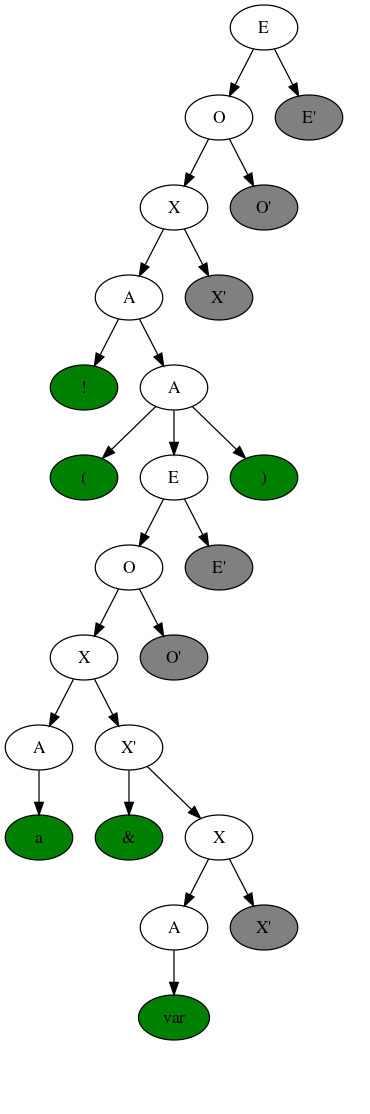 E
O E'
X O'
A X'
! A
( E )
O E'
X O'
A X'
a & X
A X'
var